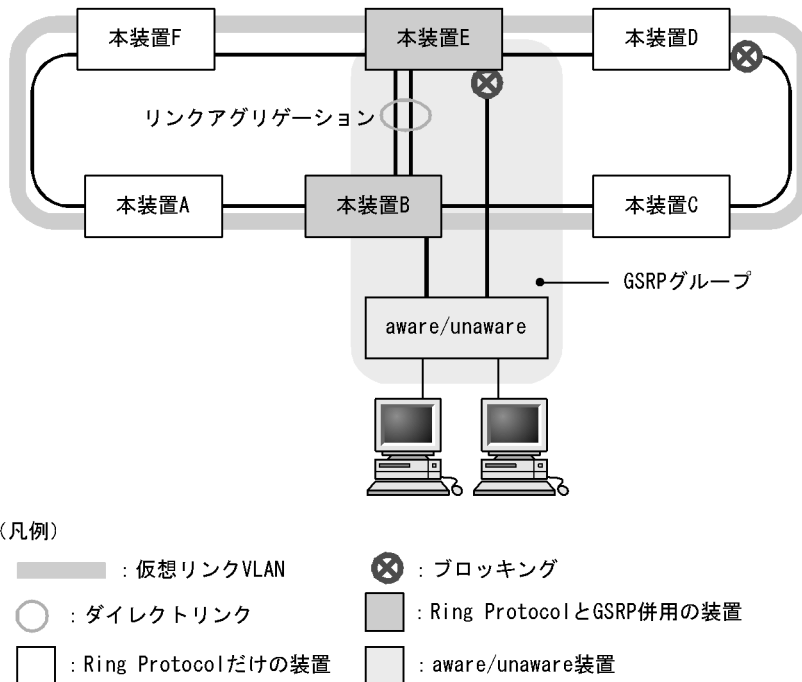 本装置F
本装置E
本装置D
リンクアグリゲーション
本装置A
本装置B
本装置C
GSRPグループ
aware/unaware
(凡例)
：仮想リンクVLAN
：ブロッキング
：ダイレクトリンク
：Ring ProtocolとGSRP併用の装置
：Ring Protocolだけの装置
：aware/unaware装置